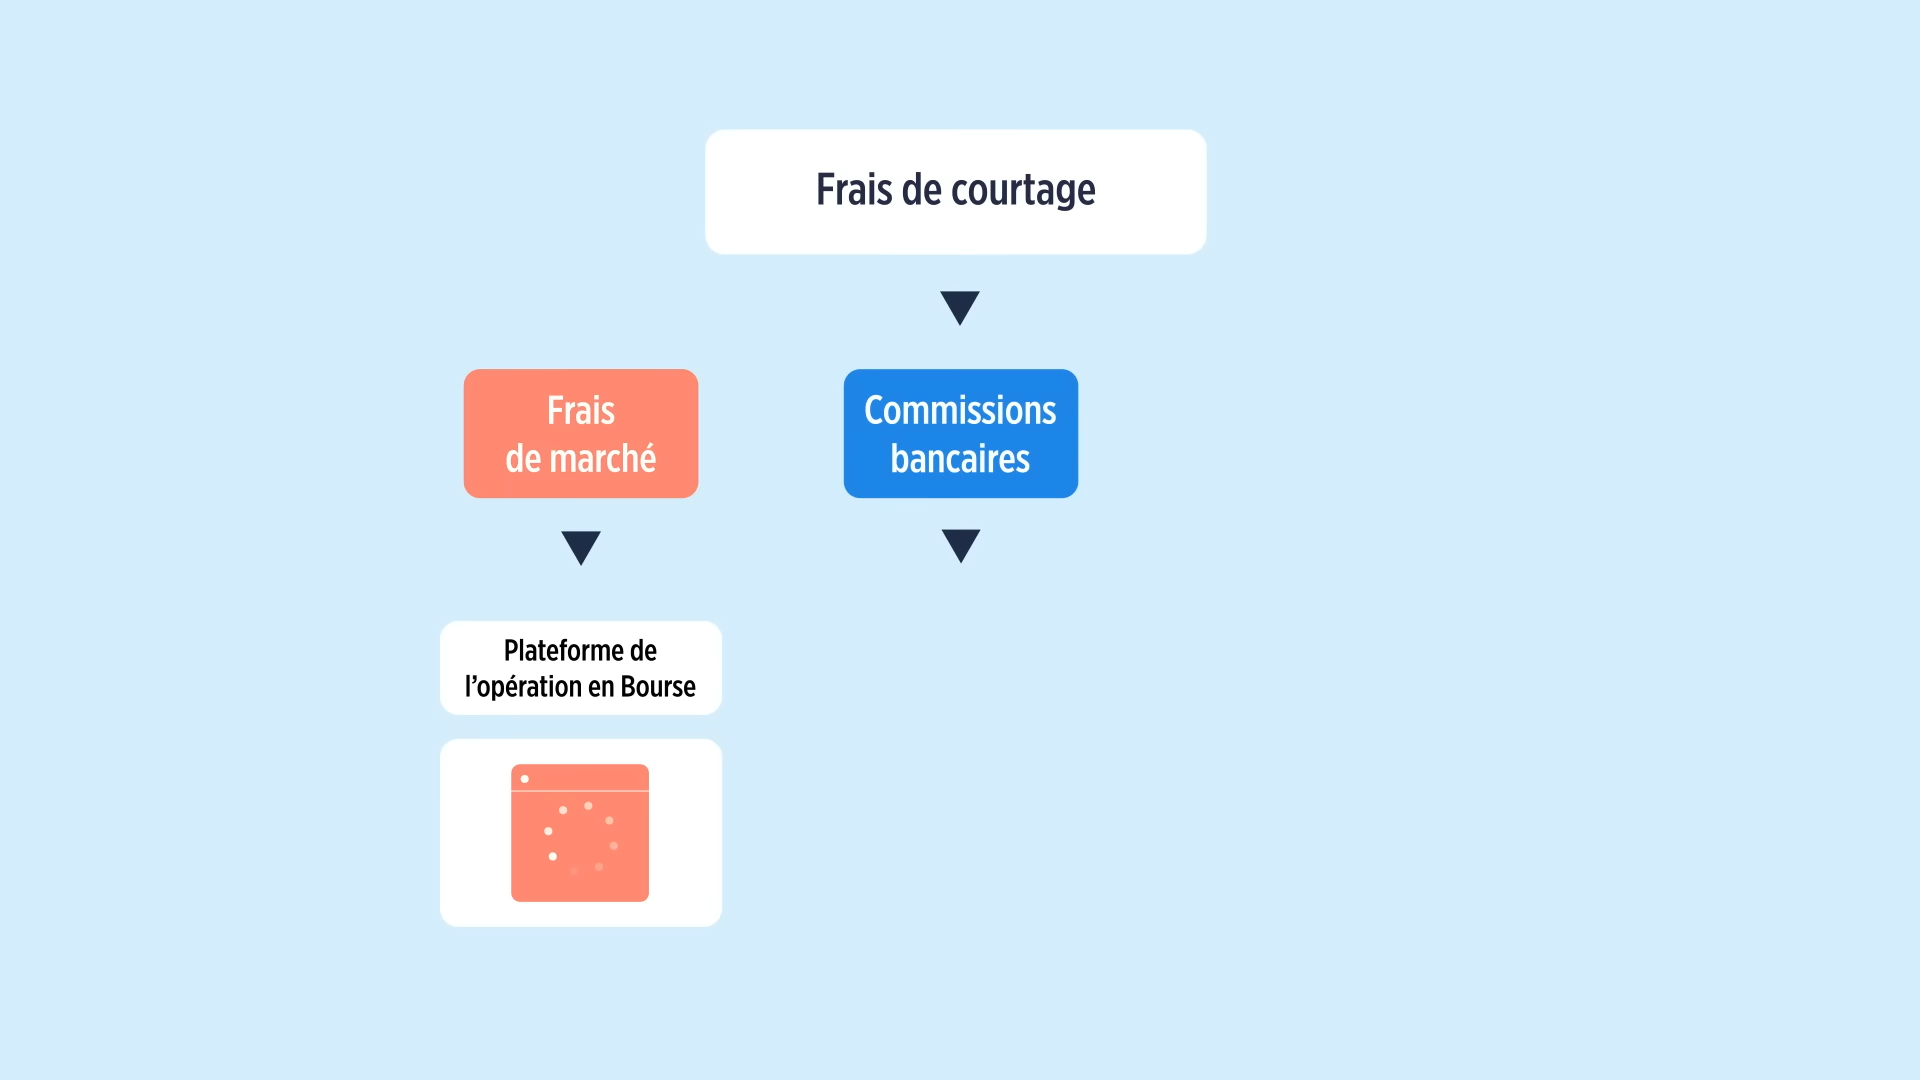 Frais de courtage
Frais
de marché
Commissions
bancaires
Plateforme de
l’opération en Bourse